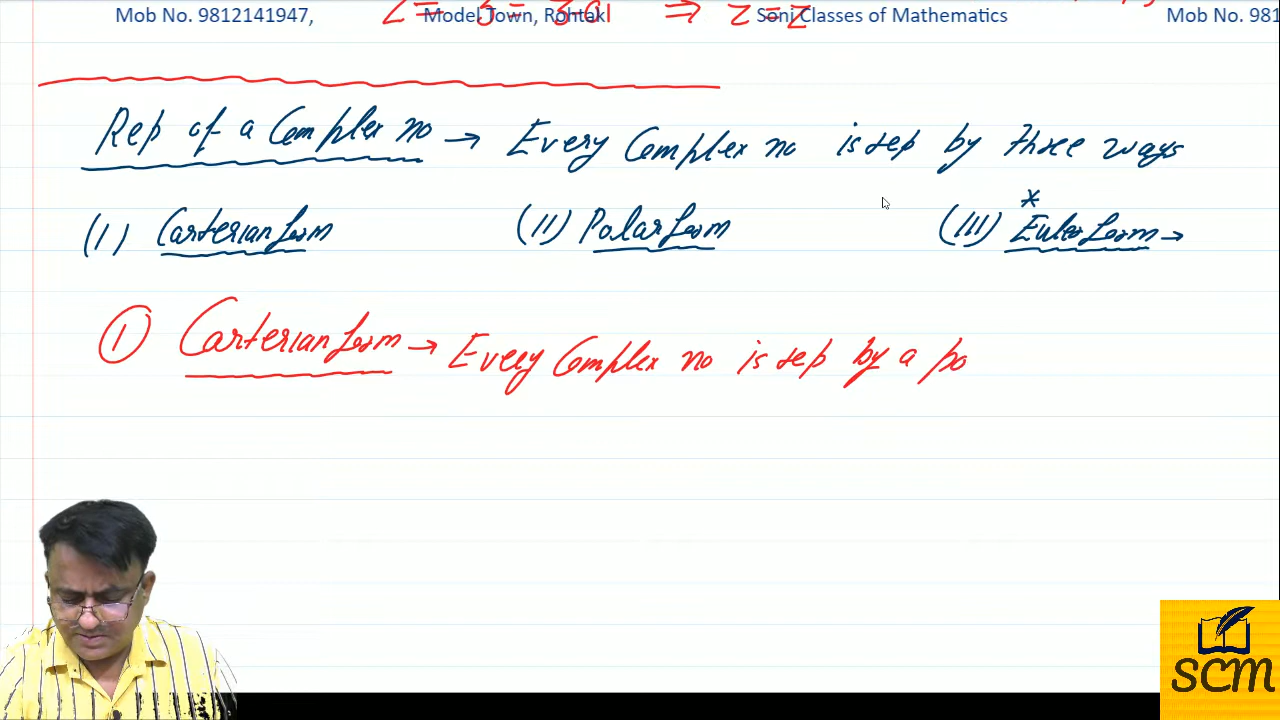 Mob No. 9812141947, Model Town, Rohtak Soni Classes of Mathematics Mob No. 981
Rep of a Complex no → Every Complex no is rep by three ways
(I) Carterian form (II) Polar form (III) * Euler form →
① Carterian form → Every Complex no is rep by a po
SCM